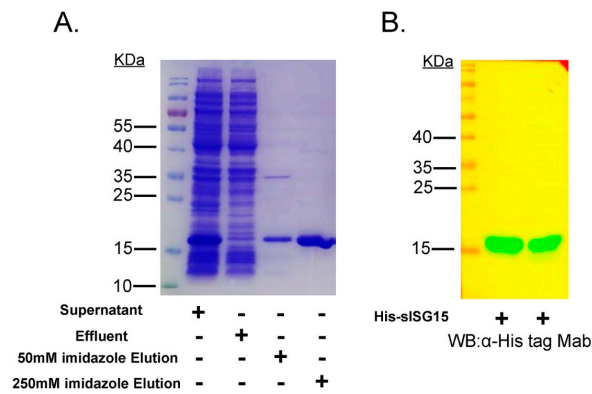 A.
KDa
55
40
35
25
15
10
Supernatant + - - -
Effluent - + - -
50mM imidazole Elution - - + -
250mM imidazole Elution - - - +
B.
KDa
40
35
25
15
His-sISG15 + +
WB:α-His tag Mab